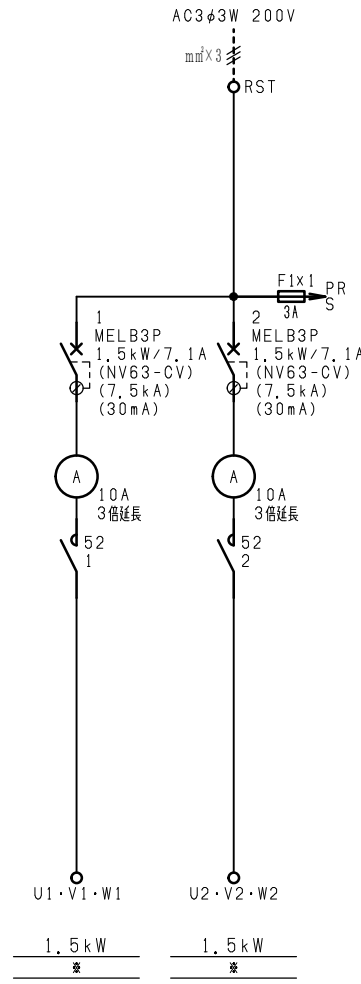 AC3φ3W 200V
mm²×3
RST
F1×1
PR
S
3A
1
MELB3P
1.5kW/7.1A
(NV63-CV)
(7.5kA)
(30mA)
2
MELB3P
1.5kW/7.1A
(NV63-CV)
(7.5kA)
(30mA)
A
10A
3倍延長
A
10A
3倍延長
52
1
52
2
U1・V1・W1
U2・V2・W2
1.5kW
※
1.5kW
※